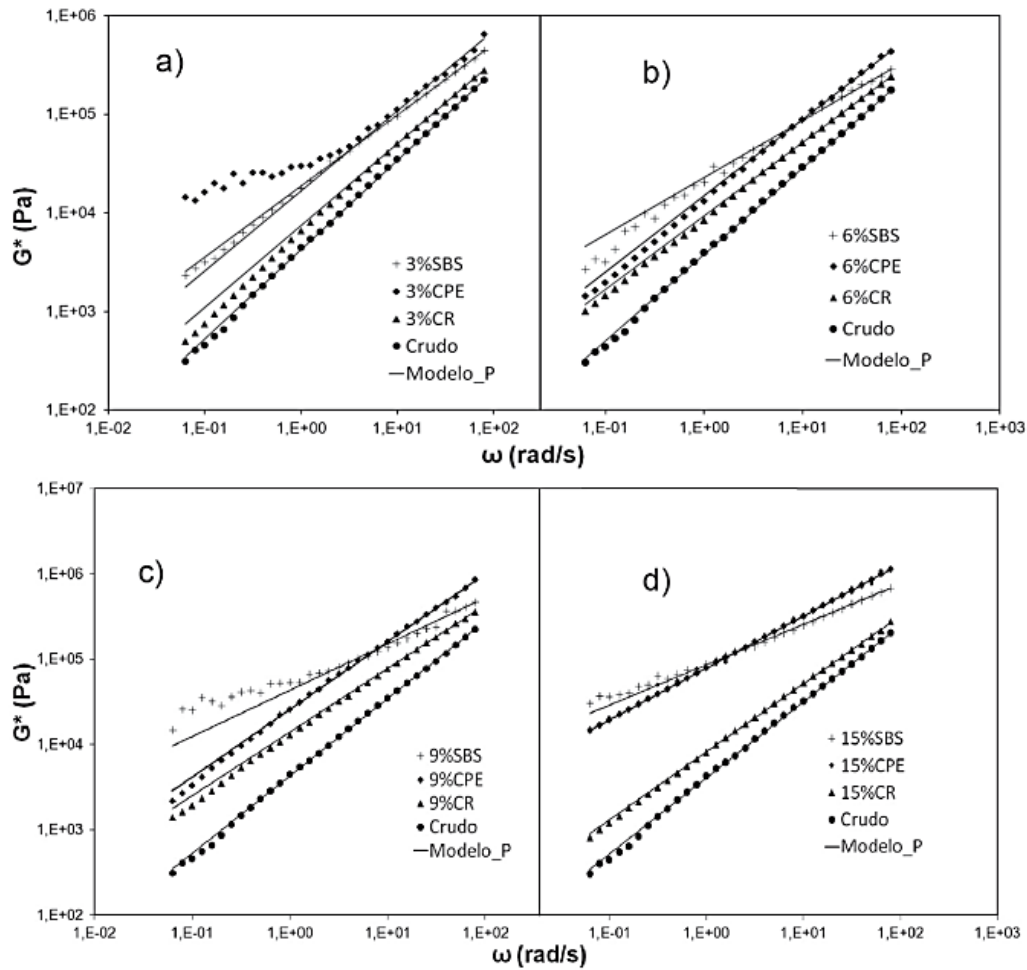 1,E+06
1,E+05
1,E+04
1,E+03
1,E+02
G* (Pa)
a)
+ 3%SBS
◆ 3%CPE
▲ 3%CR
● Crudo
— Modelo_P
1,E-02 1,E-01 1,E+00 1,E+01 1,E+02
b)
+ 6%SBS
◆ 6%CPE
▲ 6%CR
● Crudo
— Modelo_P
1,E-01 1,E+00 1,E+01 1,E+02 1,E+03
ω (rad/s)
1,E+07
1,E+06
1,E+05
1,E+04
1,E+03
1,E+02
G* (Pa)
c)
+ 9%SBS
◆ 9%CPE
▲ 9%CR
● Crudo
— Modelo_P
1,E-02 1,E-01 1,E+00 1,E+01 1,E+02
d)
+ 15%SBS
◆ 15%CPE
▲ 15%CR
● Crudo
— Modelo_P
1,E-01 1,E+00 1,E+01 1,E+02 1,E+03
ω (rad/s)